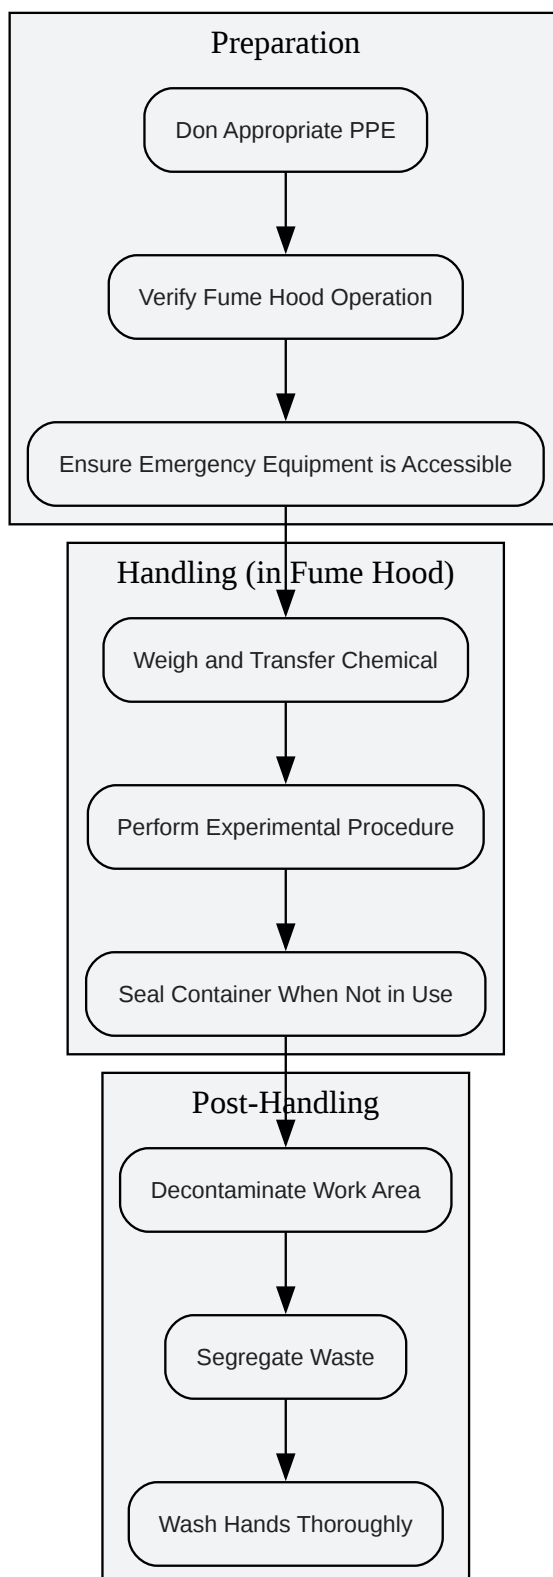 Preparation
Don Appropriate PPE
Verify Fume Hood Operation
Ensure Emergency Equipment is Accessible
Handling (in Fume Hood)
Weigh and Transfer Chemical
Perform Experimental Procedure
Seal Container When Not in Use
Post-Handling
Decontaminate Work Area
Segregate Waste
Wash Hands Thoroughly